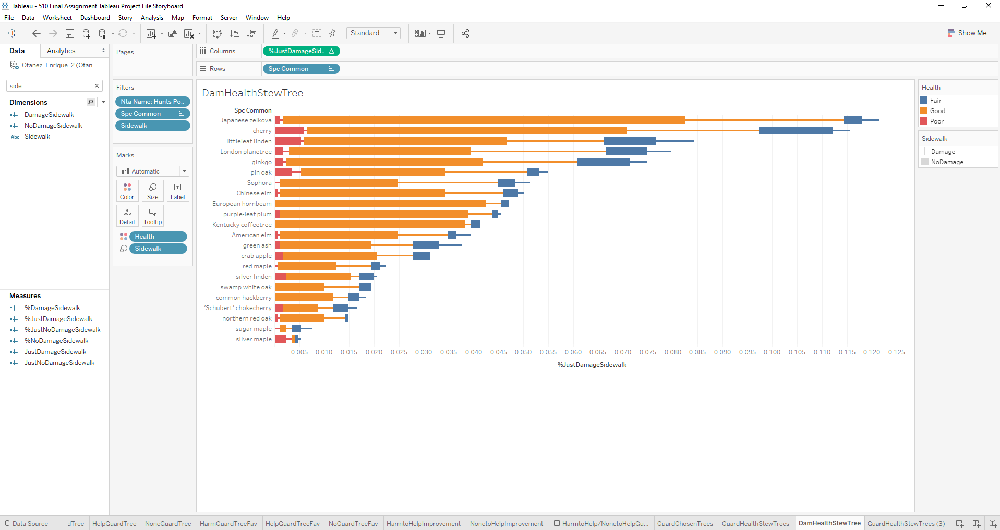 Tableau - 510 Final Assignment Tableau Project File Storyboard
File Data Worksheet Dashboard Story Analysis Map Format Server Window Help
Standard
Show Me
Data Analytics
Otanez_Enrique_2 (Otan...
side
Dimensions
DamageSidewalk
NoDamageSidewalk
Abc Sidewalk
Measures
%DamageSidewalk
%JustDamageSidewalk
%JustNoDamageSidewalk
%NoDamageSidewalk
JustDamageSidewalk
JustNoDamageSidewalk
Pages
Filters
Nta Name: Hunts Po..
Spc Common
Sidewalk
Marks
Automatic
Color Size Label
Detail Tooltip
Health
Sidewalk
Columns %JustDamageSid..
Rows Spc Common
DamHealthStewTree
Spc Common
Japanese zelkova
cherry
littleleaf linden
London planetree
ginkgo
pin oak
Sophora
Chinese elm
European hornbeam
purple-leaf plum
Kentucky coffeetree
American elm
green ash
crab apple
red maple
silver linden
swamp white oak
common hackberry
'Schubert' chokecherry
northern red oak
sugar maple
silver maple
0.005 0.010 0.015 0.020 0.025 0.030 0.035 0.040 0.045 0.050 0.055 0.060 0.065 0.070 0.075 0.080 0.085 0.090 0.095 0.100 0.105 0.110 0.115 0.120 0.125
%JustDamageSidewalk
Health
Fair
Good
Poor
Sidewalk
Damage
NoDamage
Data Source dTree HelpGuardTree NoneGuardTree HarmGuardTreeFav HelpGuardTreeFav NoGuardTreeFav HarmtoHelpImprovement NonetoHelpImprovement HarmtoHelp/NonetoHelpGu... GuardChosenTrees GuardHealthStewTrees DamHealthStewTree GuardHealthStewTrees (3)